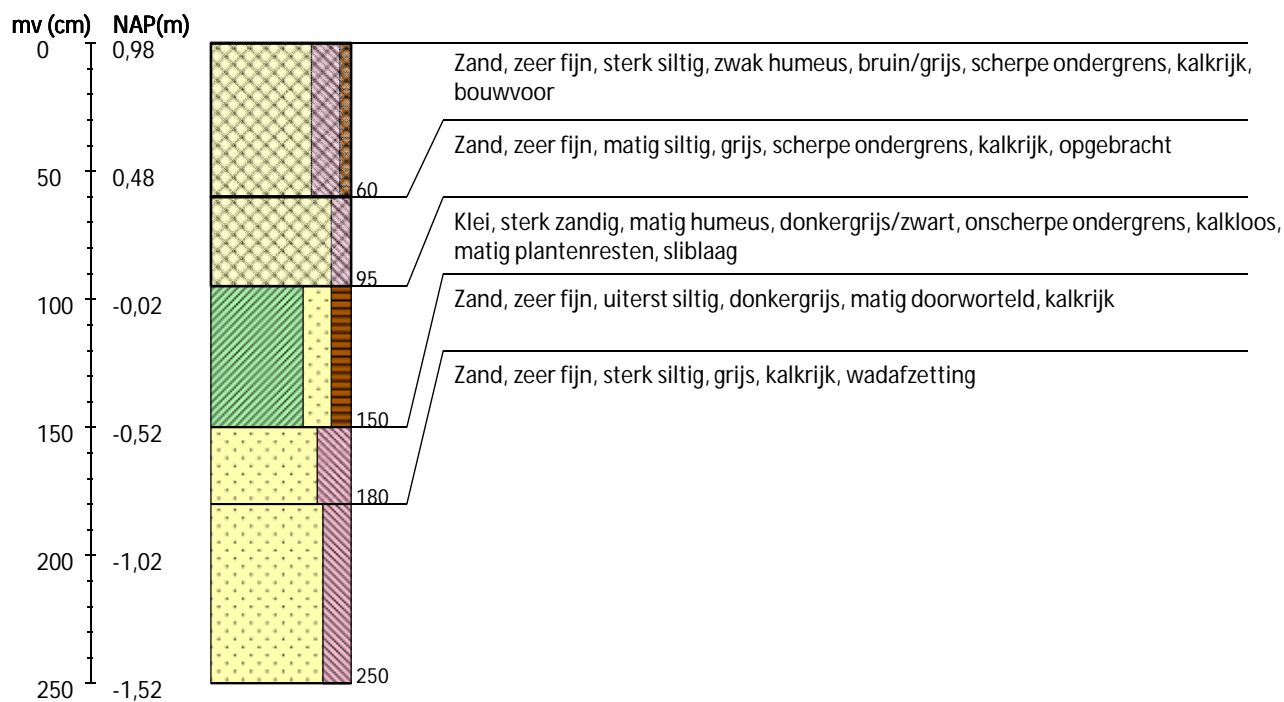 mv (cm) NAP(m)
0 0,98
Zand, zeer fijn, sterk siltig, zwak humeus, bruin/grijs, scherpe ondergrens, kalkrijk,
bouwvoor
Zand, zeer fijn, matig siltig, grijs, scherpe ondergrens, kalkrijk, opgebracht
50 0,48
60
Klei, sterk zandig, matig humeus, donkergrijs/zwart, onscherpe ondergrens, kalkloos,
matig plantenresten, sliblaag
95
100 -0,02
Zand, zeer fijn, uiterst siltig, donkergrijs, matig doorworteld, kalkrijk
Zand, zeer fijn, sterk siltig, grijs, kalkrijk, wadafzetting
150
150 -0,52
180
200 -1,02
250
250 -1,52